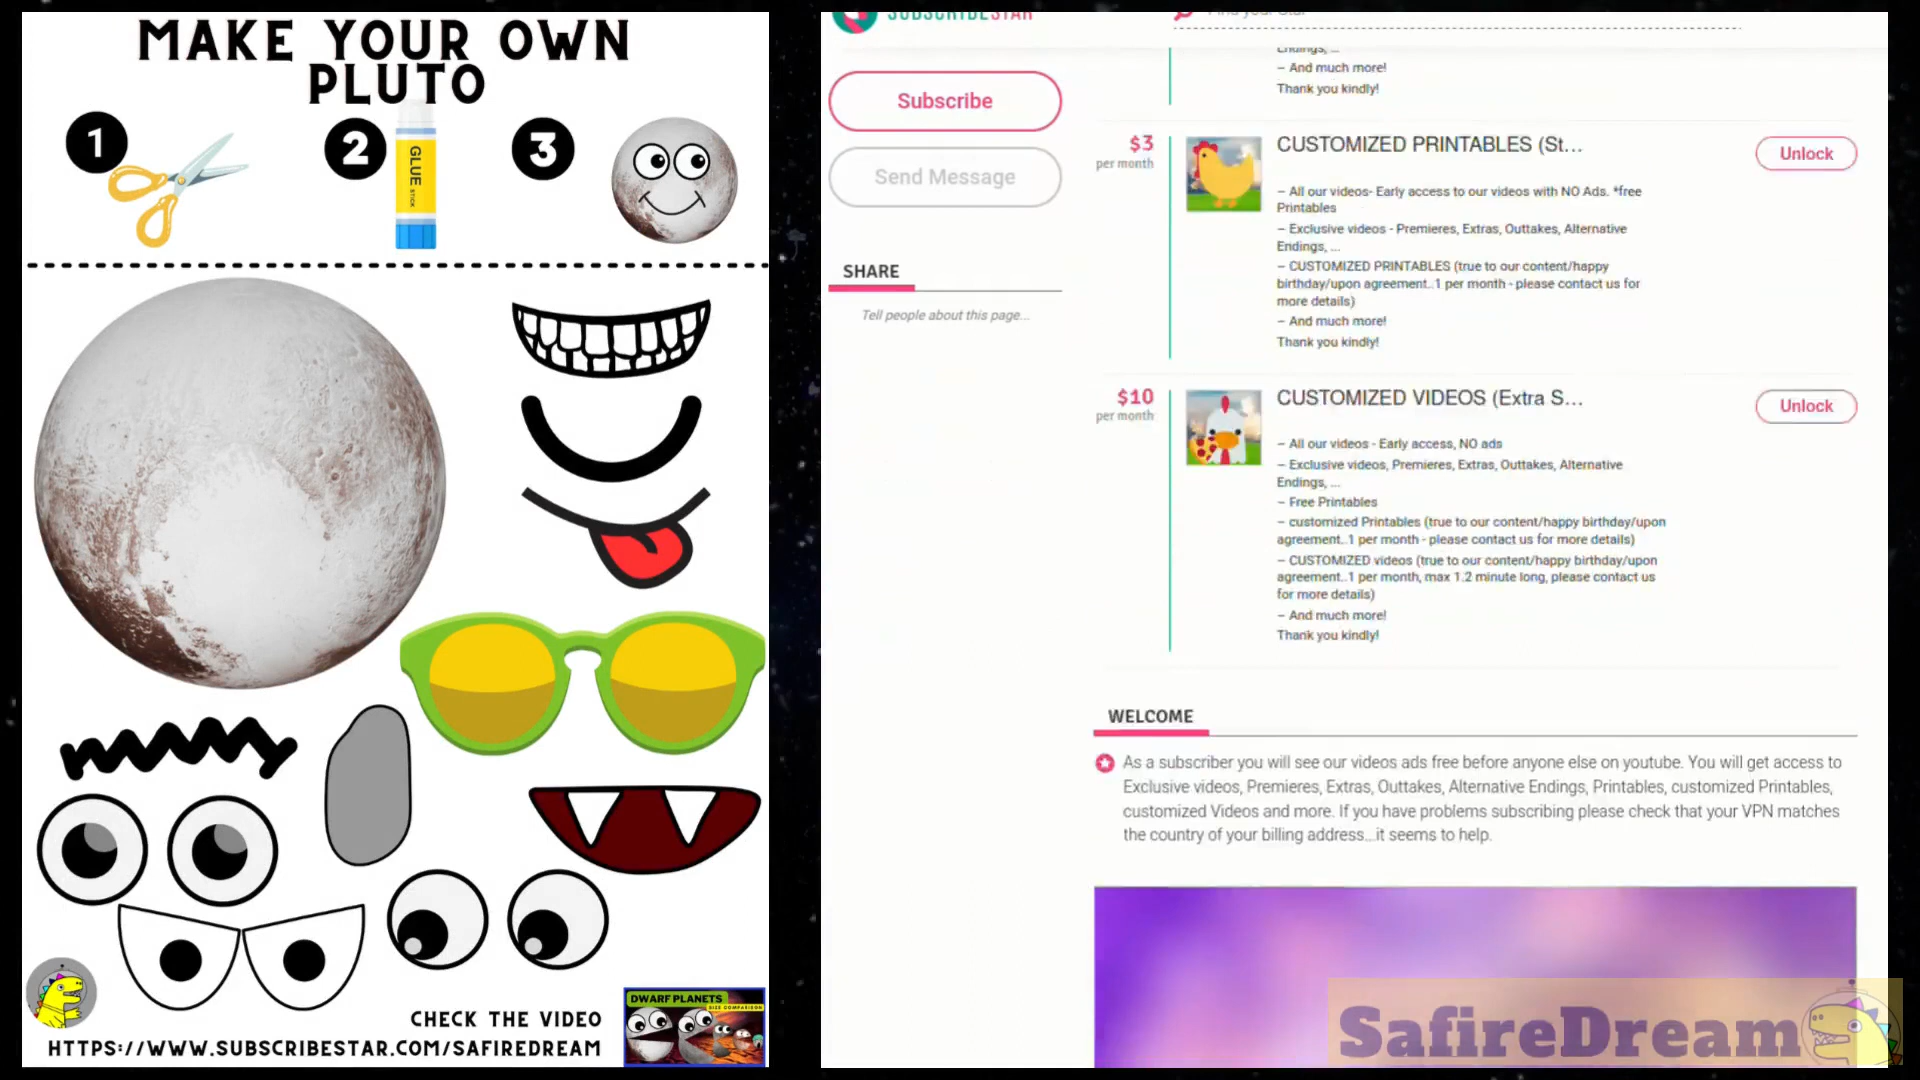 MAKE YOUR OWN
PLUTO
1
2
GLUE
STICK
3
CHECK THE VIDEO
HTTPS://WWW.SUBSCRIBESTAR.COM/SAFIREDREAM
DWARF PLANETS
SIZE COMPARISON
SUBSCRIBESTAR
Find your Star
Subscribe
Send Message
SHARE
Tell people about this page...
Endings, ...
– And much more!
Thank you kindly!
$3
per month
CUSTOMIZED PRINTABLES (St...
Unlock
– All our videos- Early access to our videos with NO Ads. *free
Printables
– Exclusive videos - Premieres, Extras, Outtakes, Alternative
Endings, ...
– CUSTOMIZED PRINTABLES (true to our content/happy
birthday/upon agreement..1 per month - please contact us for
more details)
– And much more!
Thank you kindly!
$10
per month
CUSTOMIZED VIDEOS (Extra S...
Unlock
– All our videos - Early access, NO ads
– Exclusive videos, Premieres, Extras, Outtakes, Alternative
Endings, ...
– Free Printables
– customized Printables (true to our content/happy birthday/upon
agreement..1 per month - please contact us for more details)
– CUSTOMIZED videos (true to our content/happy birthday/upon
agreement..1 per month, max 1.2 minute long, please contact us
for more details)
– And much more!
Thank you kindly!
WELCOME
As a subscriber you will see our videos ads free before anyone else on youtube. You will get access to
Exclusive videos, Premieres, Extras, Outtakes, Alternative Endings, Printables, customized Printables,
customized Videos and more. If you have problems subscribing please check that your VPN matches
the country of your billing address...it seems to help.
SafireDream